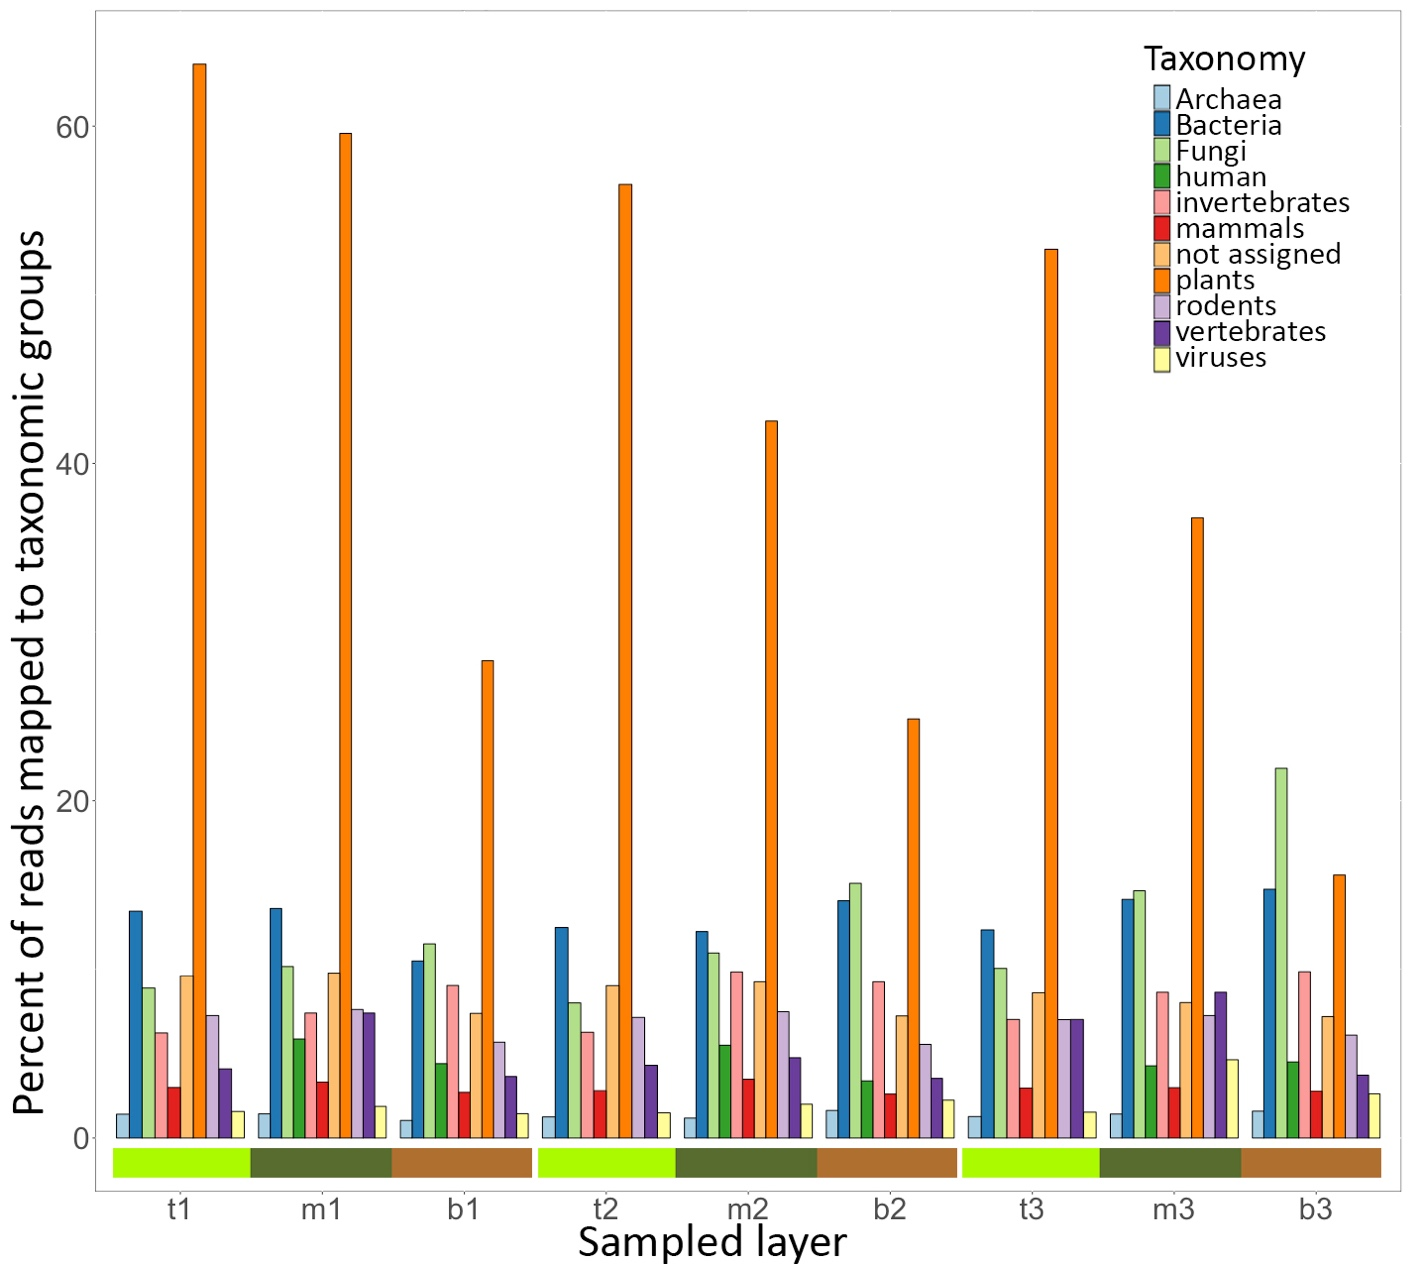 Percent of reads mapped to taxonomic groups
60
40
20
0
Taxonomy
Archaea
Bacteria
Fungi
human
invertebrates
mammals
not assigned
plants
rodents
vertebrates
viruses
t1 m1 b1 t2 m2 b2 t3 m3 b3
Sampled layer